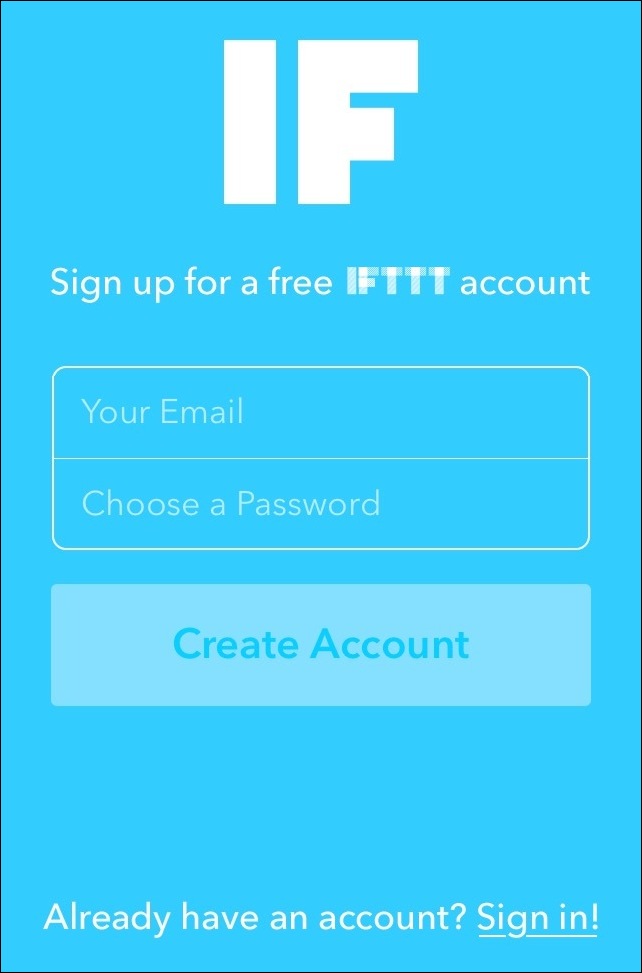 IF
Sign up for a free IFTTT account
Your Email
Choose a Password
Create Account
Already have an account? Sign in!